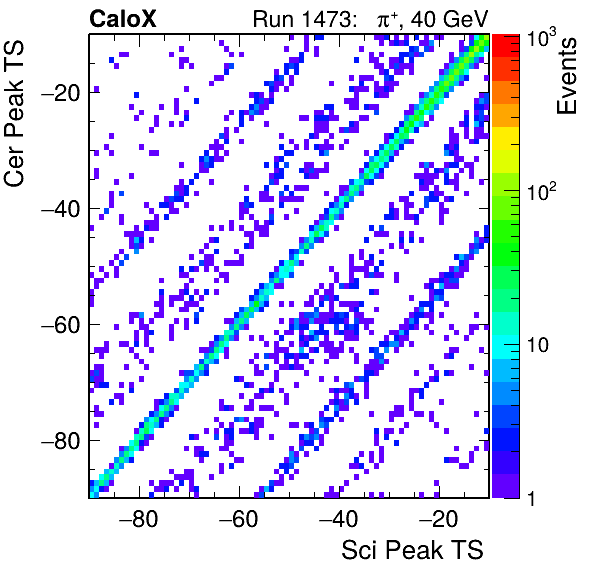 CaloX Run 1473: π⁺, 40 GeV
Cer Peak TS
−20
−40
−60
−80
−80 −60 −40 −20
Sci Peak TS
Events
10³
10²
10
1